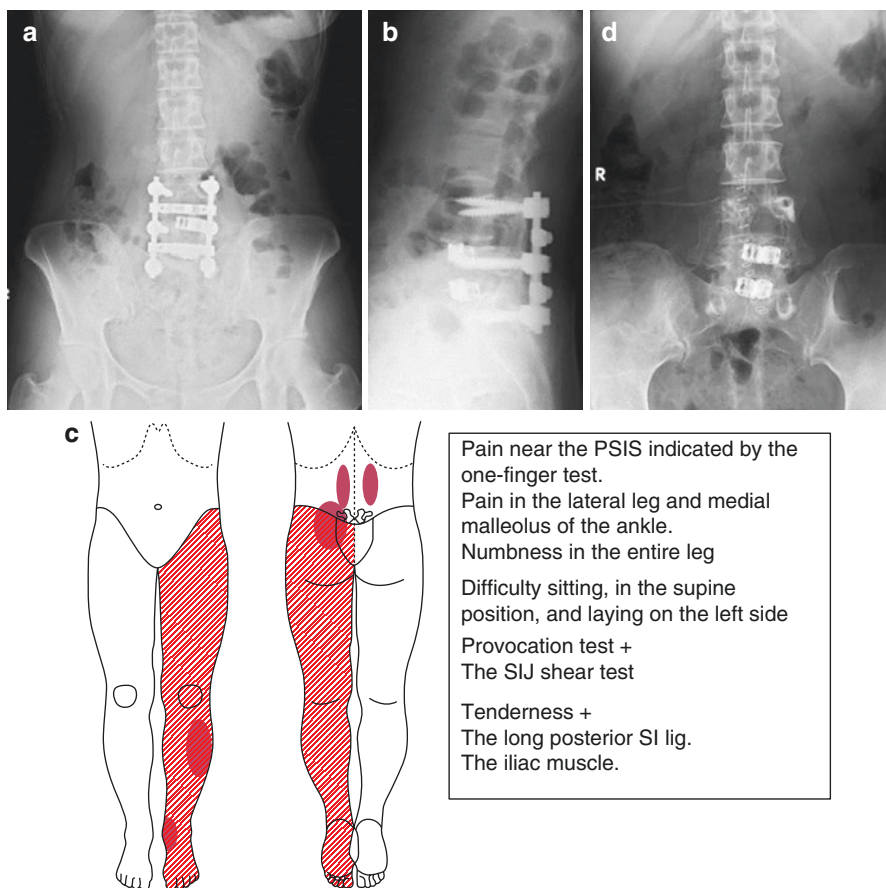 a
b
d
R
c
Pain near the PSIS indicated by the
one-finger test.
Pain in the lateral leg and medial
malleolus of the ankle.
Numbness in the entire leg
Difficulty sitting, in the supine
position, and laying on the left side
Provocation test +
The SIJ shear test
Tenderness +
The long posterior SI lig.
The iliac muscle.